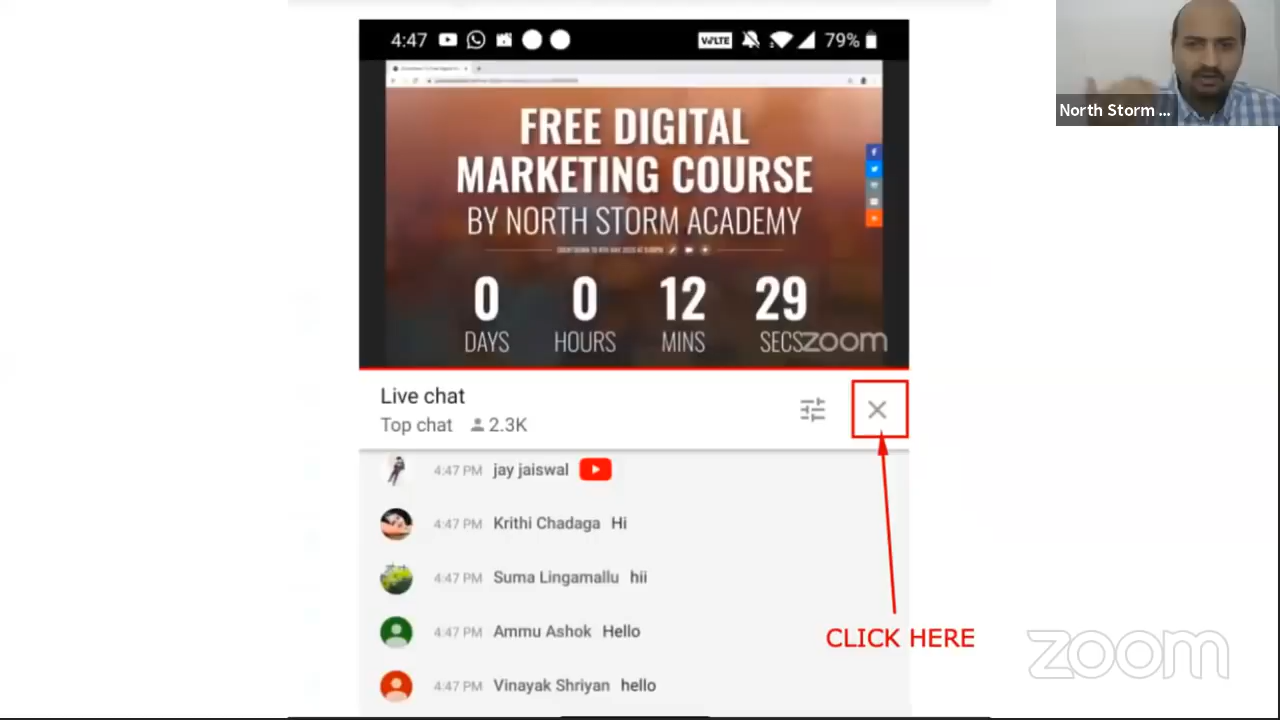 4:47
VoLTE
79%
North Storm ...
FREE DIGITAL
MARKETING COURSE
BY NORTH STORM ACADEMY
0 0 12 29
DAYS HOURS MINS SECS
zoom
Live chat
Top chat 2.3K
4:47 PM jay jaiswal
4:47 PM Krithi Chadaga Hi
4:47 PM Suma Lingamallu hii
4:47 PM Ammu Ashok Hello
4:47 PM Vinayak Shriyan hello
CLICK HERE
zoom